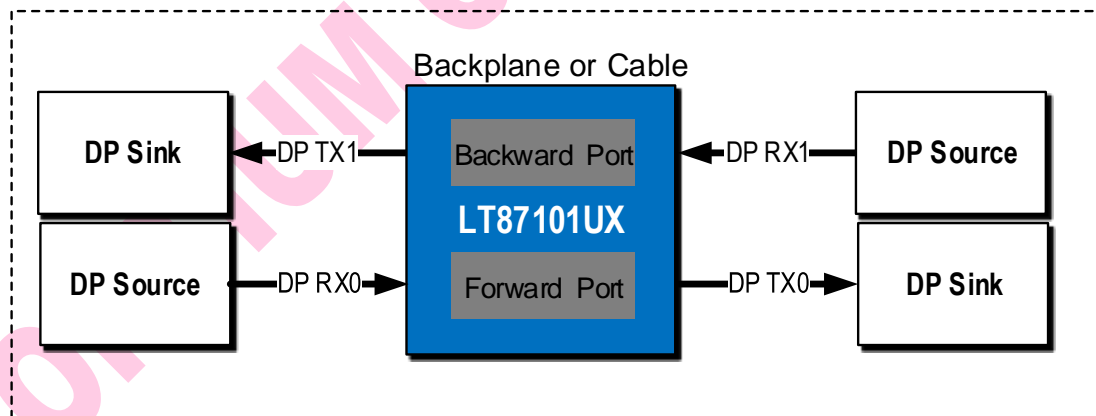 Backplane or Cable
DP Sink
DP TX1
Backward Port
DP RX1
DP Source
LT87101UX
DP Source
DP RX0
Forward Port
DP TX0
DP Sink